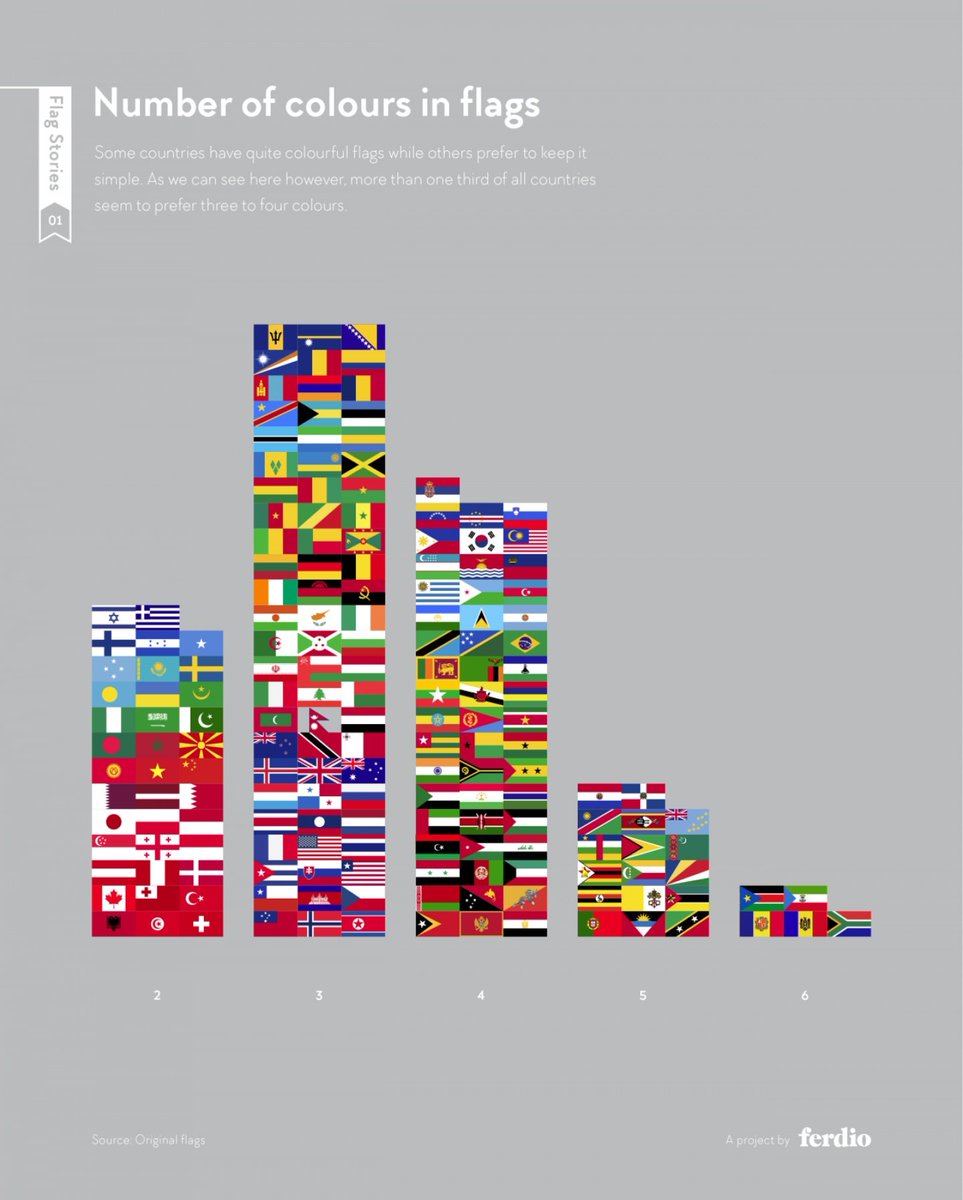 Flag Stories
01
Number of colours in flags
Some countries have quite colourful flags while others prefer to keep it
simple. As we can see here however, more than one third of all countries
seem to prefer three to four colours.
2
3
4
5
6
Source: Original flags
A project by ferdio